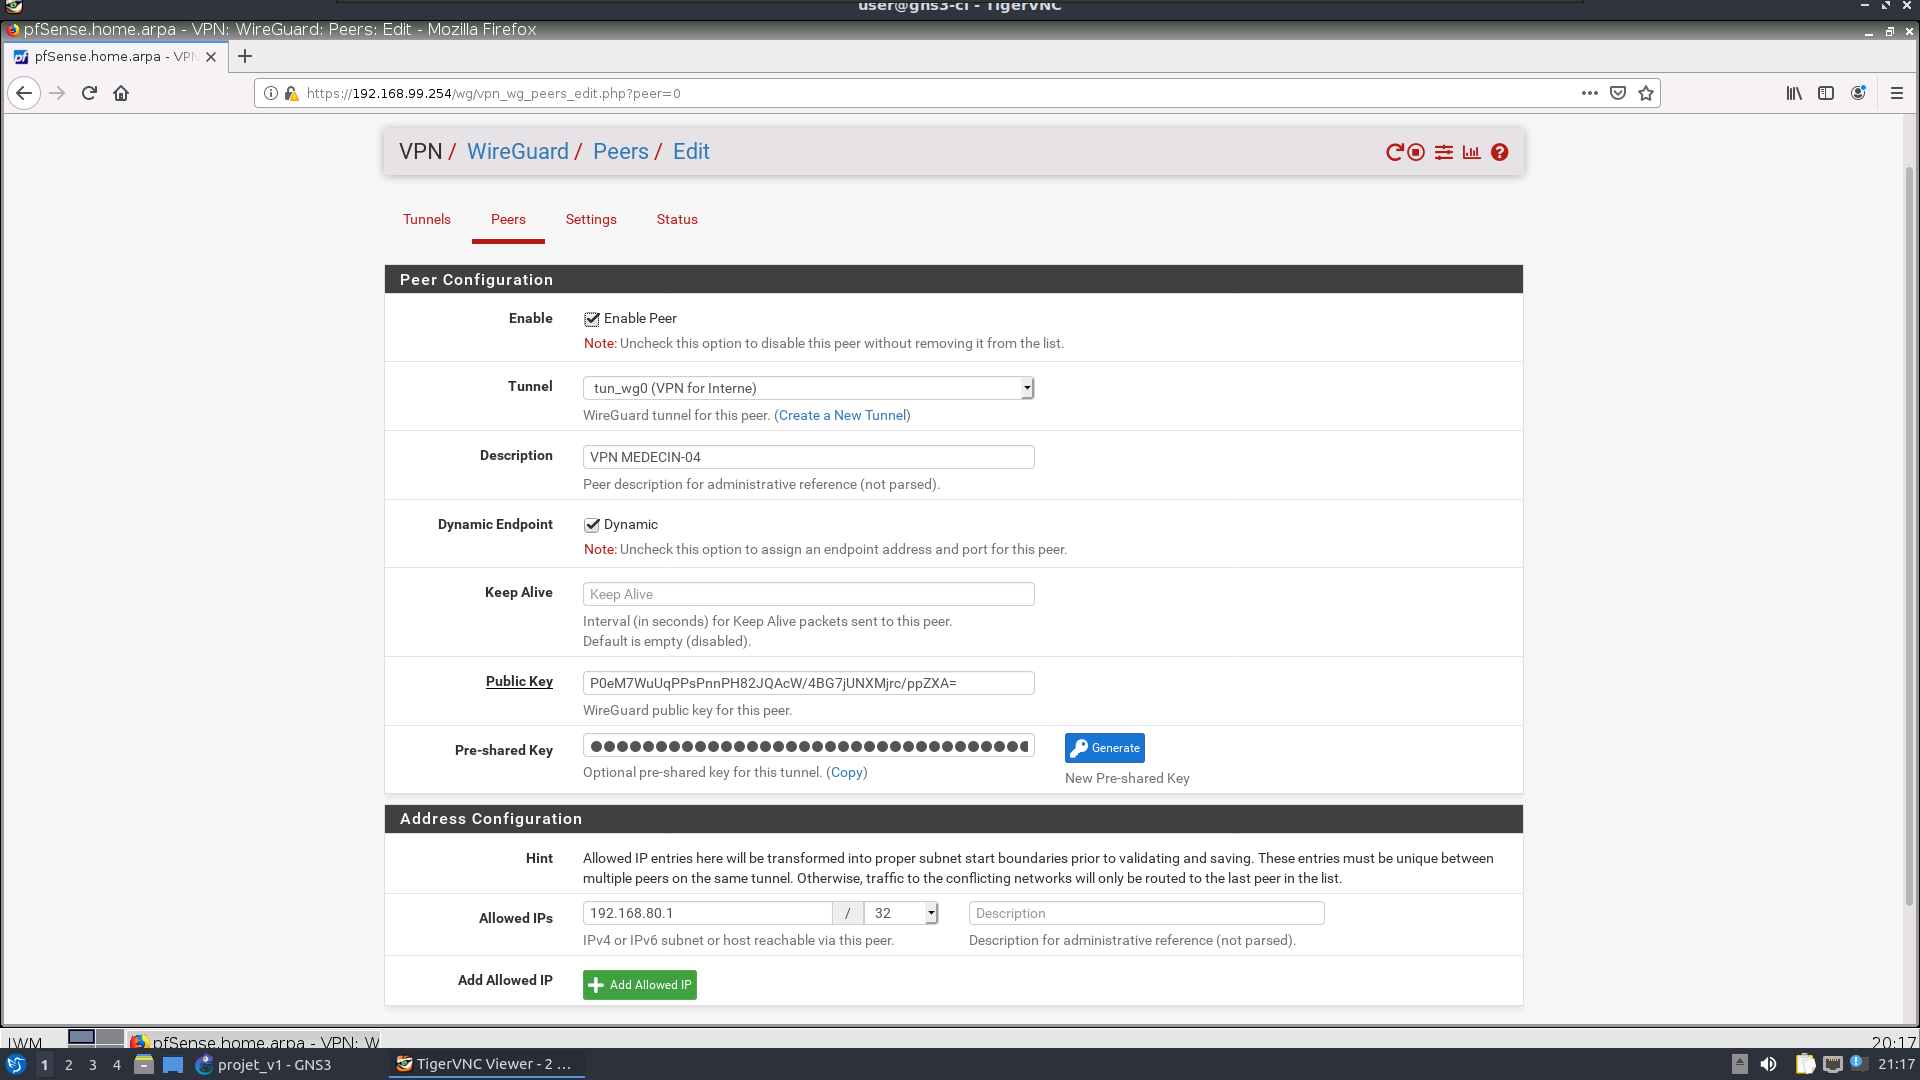 user@gns3-cl - TigerVNC
pfSense.home.arpa - VPN: WireGuard: Peers: Edit - Mozilla Firefox
pfSense.home.arpa - VPN
https://192.168.99.254/wg/vpn_wg_peers_edit.php?peer=0
VPN / WireGuard / Peers / Edit
Tunnels Peers Settings Status
Peer Configuration
Enable Enable Peer
Note: Uncheck this option to disable this peer without removing it from the list.
Tunnel tun_wg0 (VPN for Interne)
WireGuard tunnel for this peer. (Create a New Tunnel)
Description VPN MEDECIN-04
Peer description for administrative reference (not parsed).
Dynamic Endpoint Dynamic
Note: Uncheck this option to assign an endpoint address and port for this peer.
Keep Alive Keep Alive
Interval (in seconds) for Keep Alive packets sent to this peer.
Default is empty (disabled).
Public Key P0eM7WuUqPPsPnnPH82JQAcW/4BG7jUNXMjrc/ppZXA=
WireGuard public key for this peer.
Pre-shared Key Generate
Optional pre-shared key for this tunnel. (Copy) New Pre-shared Key
Address Configuration
Hint Allowed IP entries here will be transformed into proper subnet start boundaries prior to validating and saving. These entries must be unique between
multiple peers on the same tunnel. Otherwise, traffic to the conflicting networks will only be routed to the last peer in the list.
Allowed IPs 192.168.80.1 / 32 Description
IPv4 or IPv6 subnet or host reachable via this peer. Description for administrative reference (not parsed).
Add Allowed IP Add Allowed IP
pfSense.home.arpa - VPN: W 20:17
1 2 3 4 projet_v1 - GNS3 TigerVNC Viewer - 2 ... 21:17